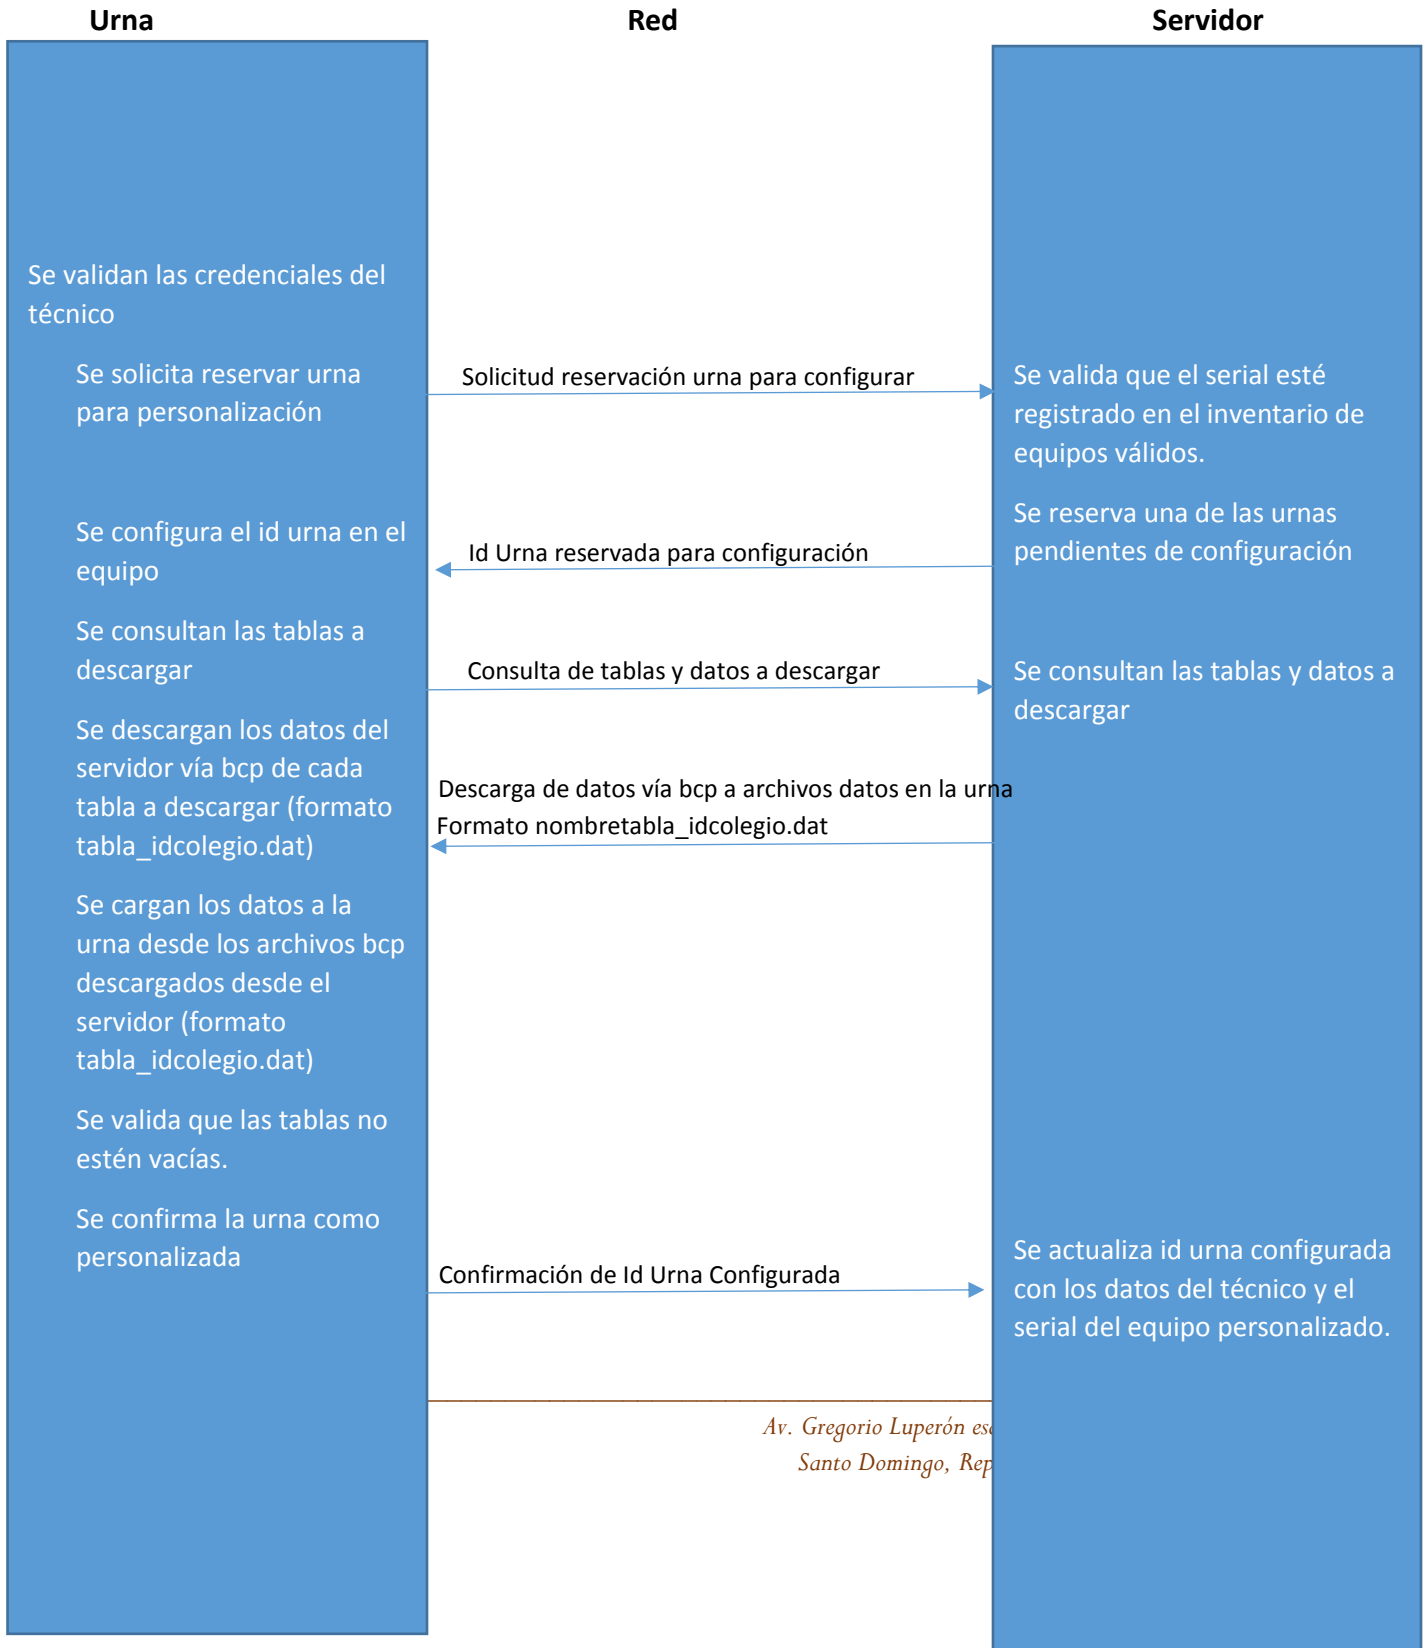 Urna
Red
Servidor
Se validan las credenciales del
técnico
Se solicita reservar urna
para personalización
Solicitud reservación urna para configurar
Se valida que el serial esté
registrado en el inventario de
equipos válidos.
Se reserva una de las urnas
pendientes de configuración
Id Urna reservada para configuración
Se configura el id urna en el
equipo
Se consultan las tablas a
descargar
Consulta de tablas y datos a descargar
Se consultan las tablas y datos a
descargar
Se descargan los datos del
servidor vía bcp de cada
tabla a descargar (formato
tabla_idcolegio.dat)
Descarga de datos vía bcp a archivos datos en la urna
Formato nombretabla_idcolegio.dat
Se cargan los datos a la
urna desde los archivos bcp
descargados desde el
servidor (formato
tabla_idcolegio.dat)
Se valida que las tablas no
estén vacías.
Se confirma la urna como
personalizada
Confirmación de Id Urna Configurada
Se actualiza id urna configurada
con los datos del técnico y el
serial del equipo personalizado.
Av. Gregorio Luperón
Santo Domingo,